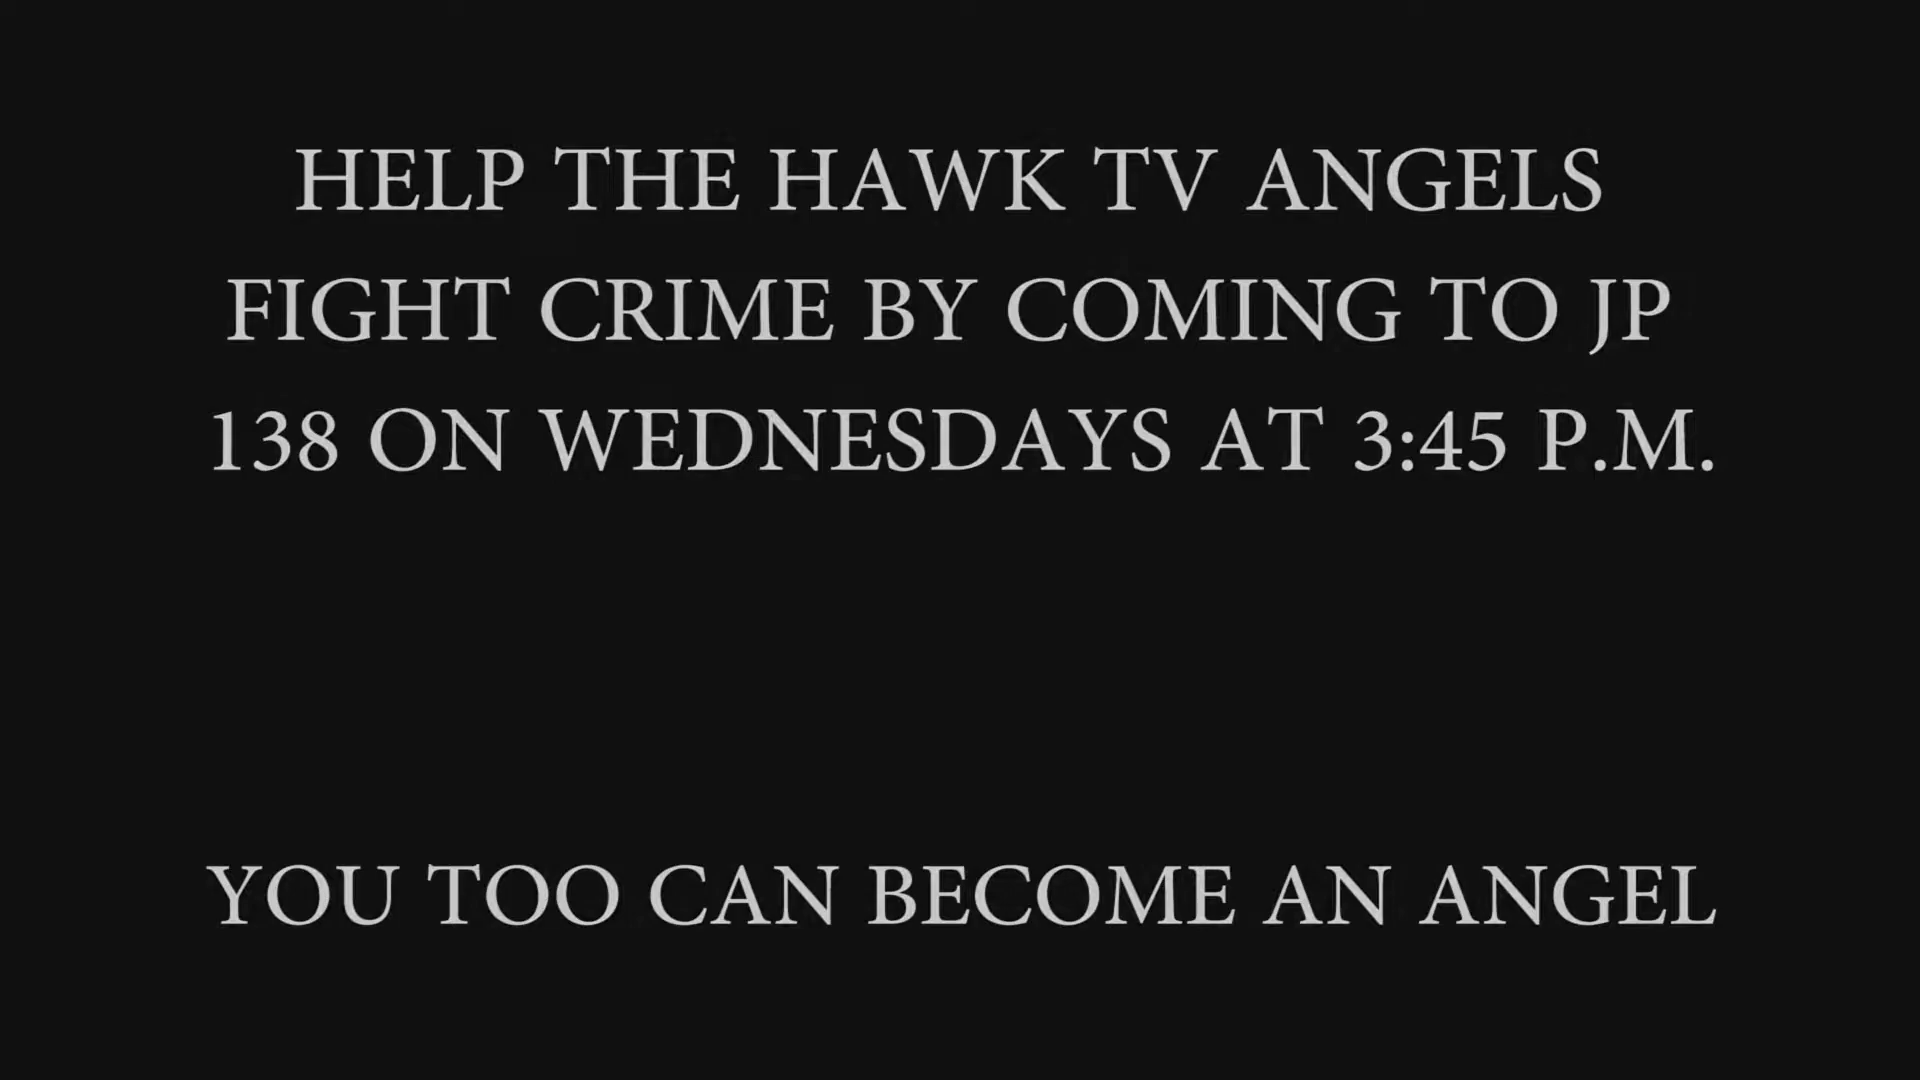 HELP THE HAWK TV ANGELS
FIGHT CRIME BY COMING TO JP
138 ON WEDNESDAYS AT 3:45 P.M.
YOU TOO CAN BECOME AN ANGEL